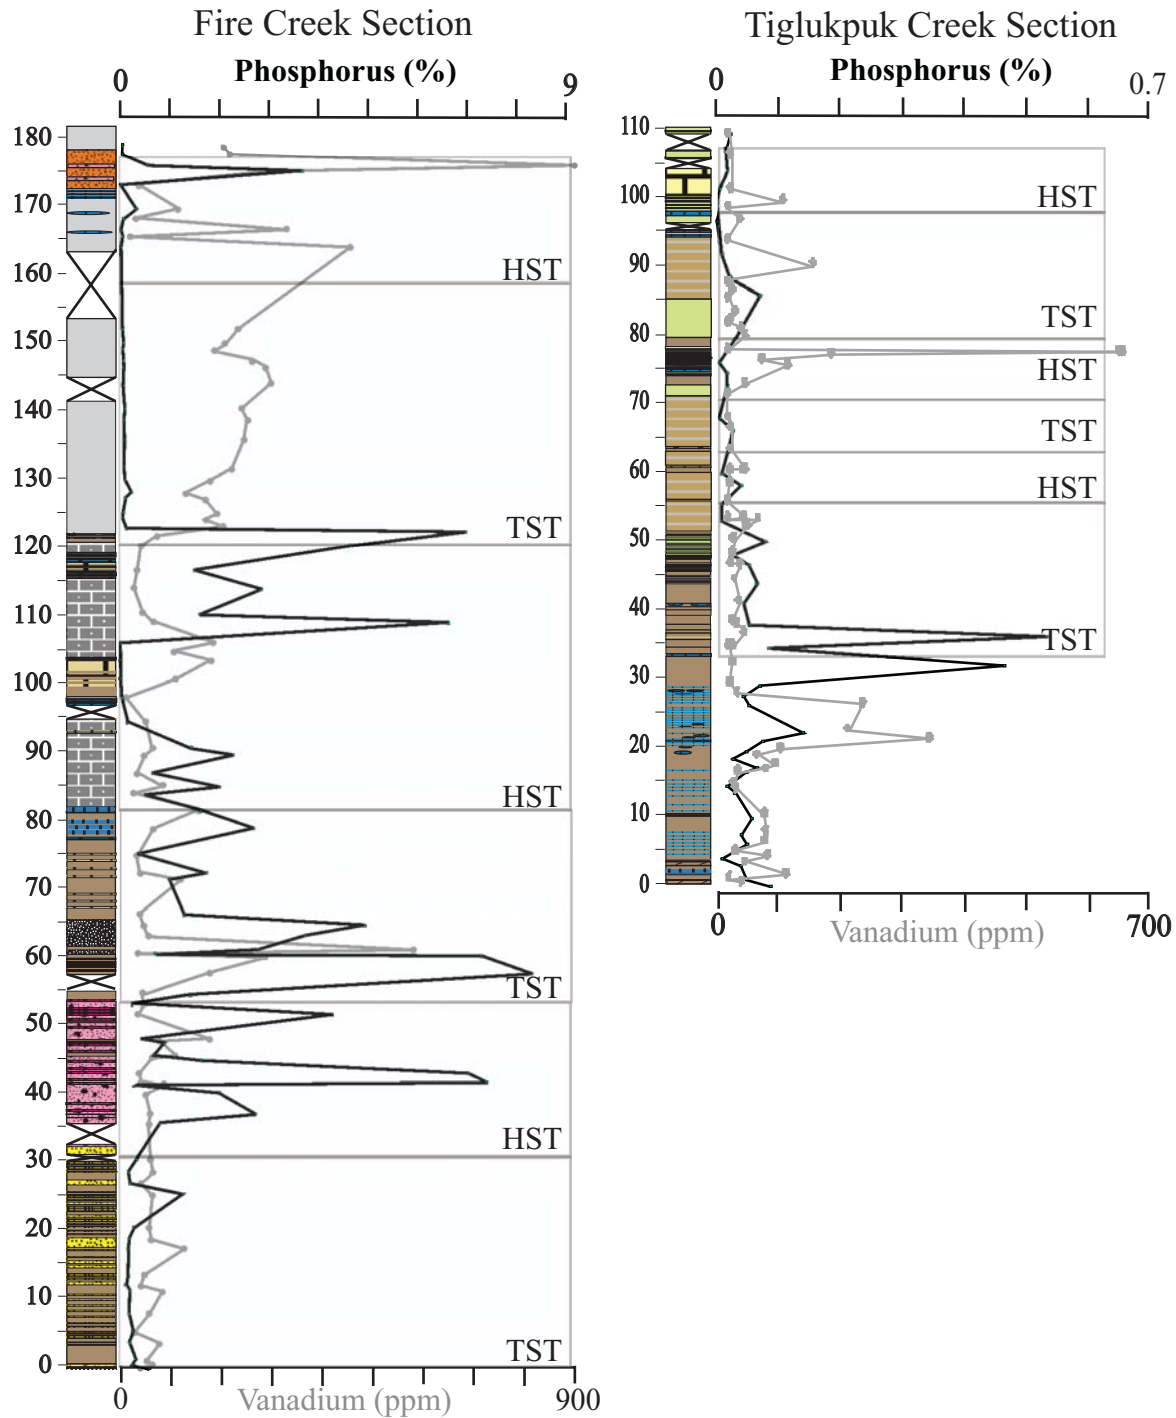 Fire Creek Section
0 Phosphorus (%) 9
180
170
160
HST
150
140
130
TST
120
110
100
90
HST
80
70
60
TST
50
40
HST
30
20
10
TST
0
0 Vanadium (ppm) 900
Tiglukpuk Creek Section
0 Phosphorus (%) 0.7
110
100
HST
90
TST
80
HST
70
TST
60
HST
50
40
TST
30
20
10
0
0 Vanadium (ppm) 700